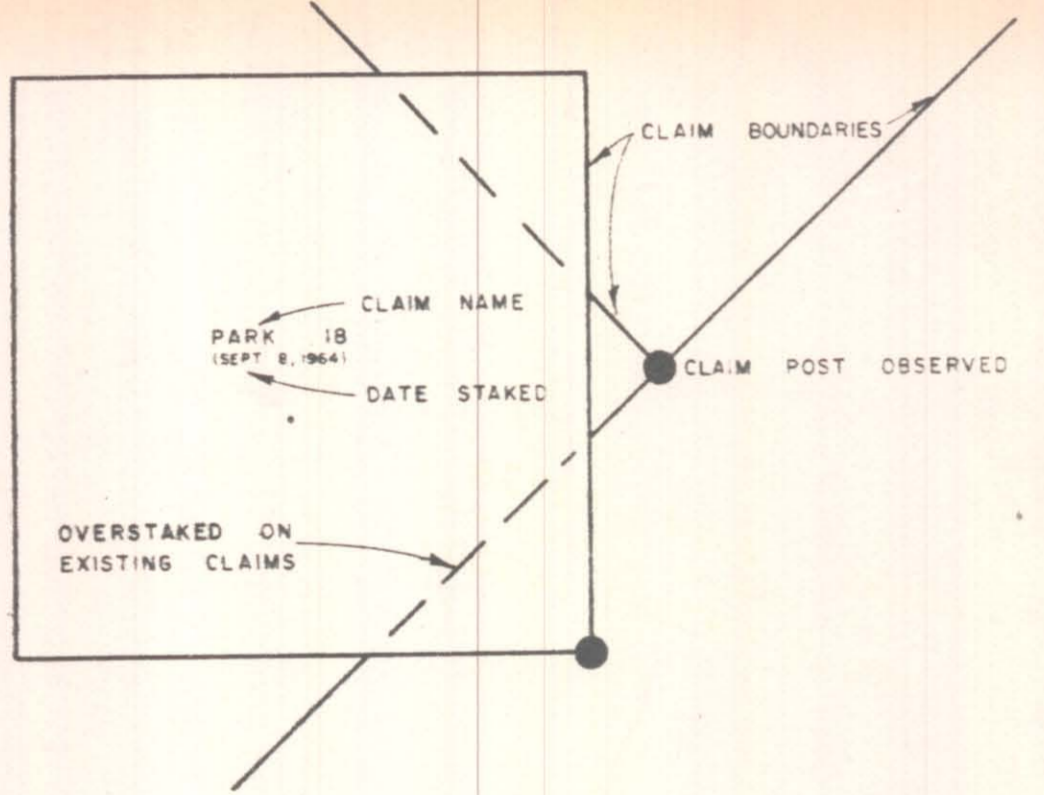 CLAIM BOUNDARIES
CLAIM NAME
PARK 18
(SEPT 8, 1964)
DATE STAKED
CLAIM POST OBSERVED
OVERSTAKED ON
EXISTING CLAIMS